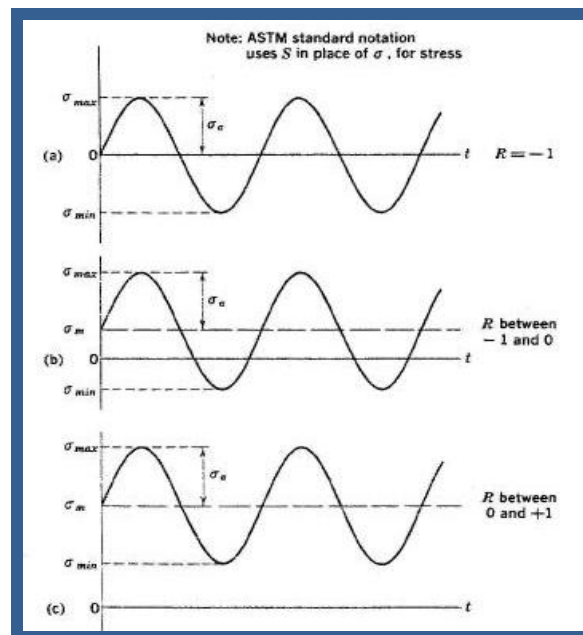 Note: ASTM standard notation
uses S in place of σ, for stress
σmax
σa
(a) 0 t R = −1
σmin
σmax
σa
σm
R between
− 1 and 0
(b) 0 t
σmin
σmax
σa
σm
R between
0 and +1
σmin
(c) 0 t